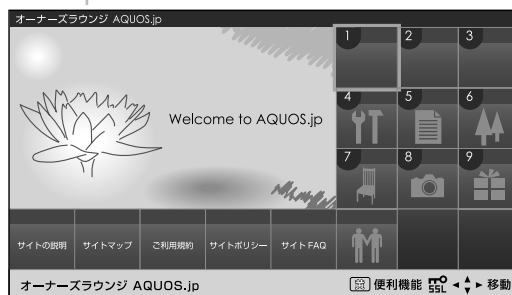 オーナーズラウンジ AQUOS.jp
1 2 3
Welcome to AQUOS.jp
4 5 6
7 8 9
サイトの説明 サイトマップ ご利用規約 サイトポリシー サイト FAQ
オーナーズラウンジ AQUOS.jp 便利機能 SSL 移動